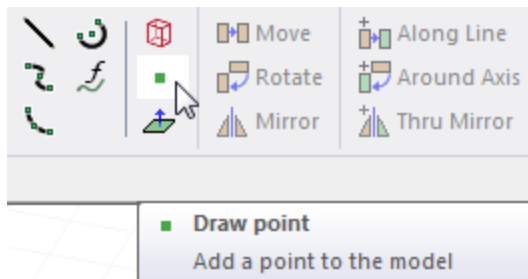 Move
Along Line
Rotate
Around Axis
Mirror
Thru Mirror
Draw point
Add a point to the model